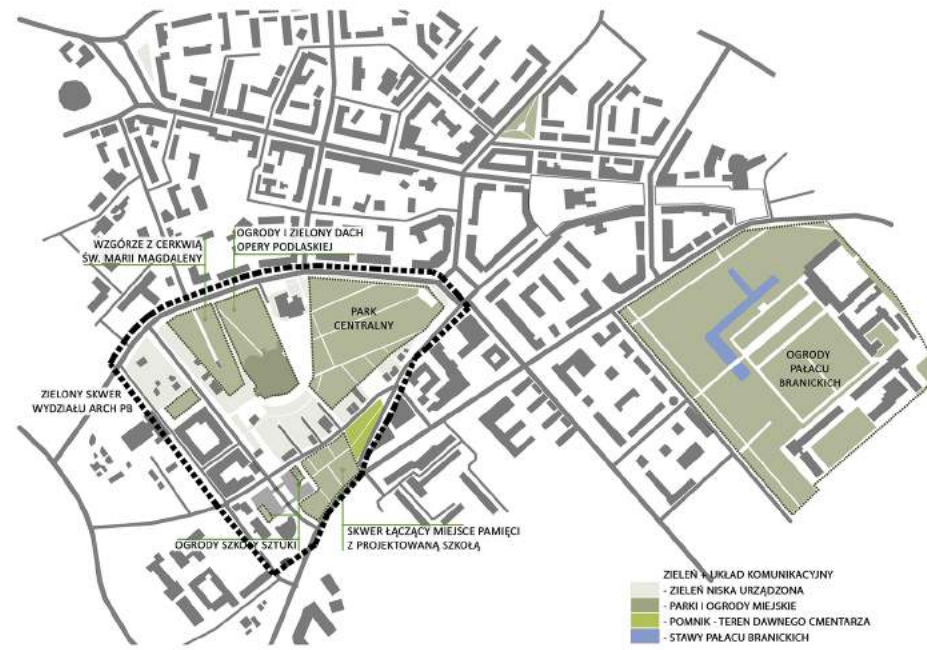 WZGÓRZE Z CERKWIĄ
ŚW. MARII MAGDALENY
OGRODY I ZIELONY DACH
OPERY PODLASKIEJ
PARK
CENTRALNY
OGRODY
PAŁACU
BRANICKICH
ZIELONY SKWER
WYDZIAŁU ARCH PB
OGRODY SZKOŁY SZTUKI
SKWER ŁĄCZĄCY MIEJSCE PAMIĘCI
Z PROJEKTOWANĄ SZKOŁĄ
ZIELEŃ + UKŁAD KOMUNIKACYJNY
- ZIELEŃ NISKA URZĄDZONA
- PARKI I OGRODY MIEJSKIE
- POMNIK - TEREN DAWNEGO CMENTARZA
- STAWY PAŁACU BRANICKICH